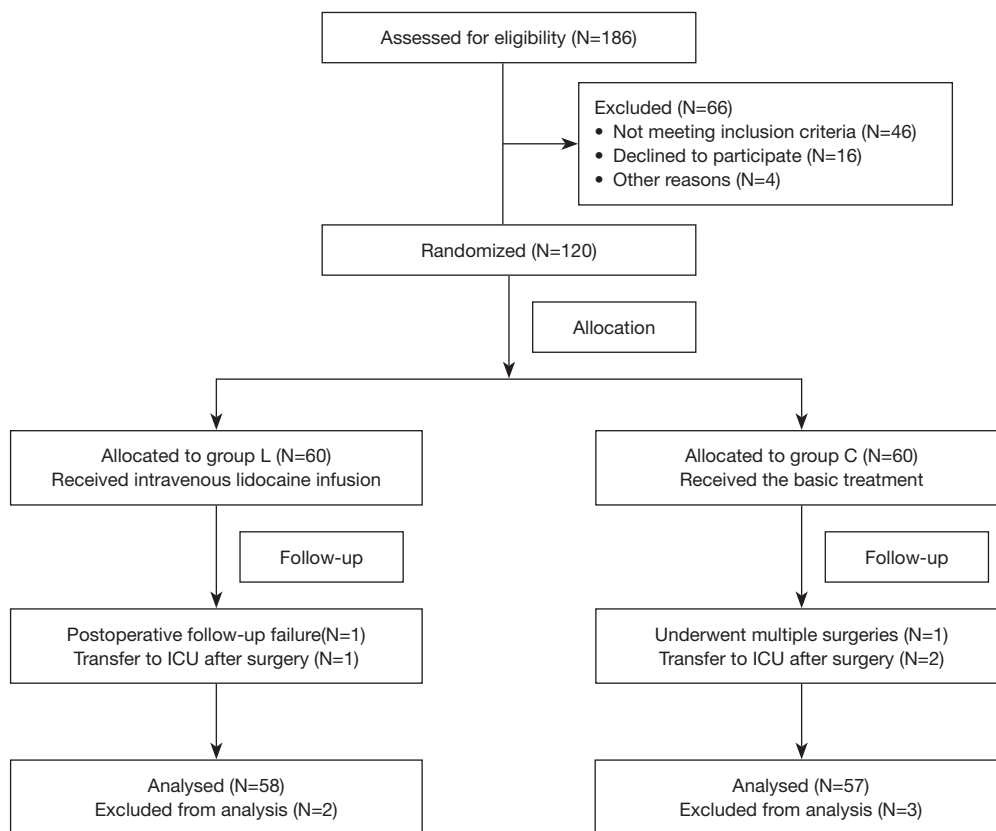 Assessed for eligibility (N=186)
Excluded (N=66)
• Not meeting inclusion criteria (N=46)
• Declined to participate (N=16)
• Other reasons (N=4)
Randomized (N=120)
Allocation
Allocated to group L (N=60)
Received intravenous lidocaine infusion
Allocated to group C (N=60)
Received the basic treatment
Follow-up
Follow-up
Postoperative follow-up failure(N=1)
Transfer to ICU after surgery (N=1)
Underwent multiple surgeries (N=1)
Transfer to ICU after surgery (N=2)
Analysed (N=58)
Excluded from analysis (N=2)
Analysed (N=57)
Excluded from analysis (N=3)